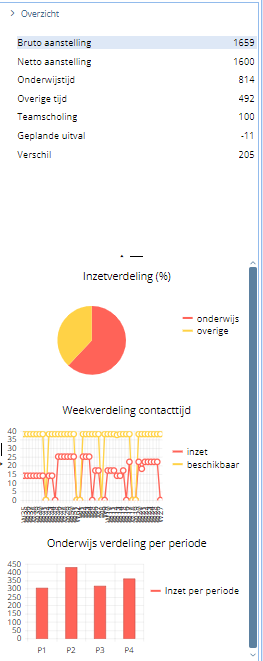 Overzicht
Bruto aanstelling 1659
Netto aanstelling 1600
Onderwijstijd 814
Overige tijd 492
Teamscholing 100
Geplande uitval -11
Verschil 205
Inzetverdeling (%)
onderwijs
overige
Weekverdeling contacttijd
40
35
30
25
20
15
10
5
0
inzet
beschikbaar
Onderwijs verdeling per periode
450
400
350
300
250
200
150
100
50
0
P1 P2 P3 P4
Inzet per periode